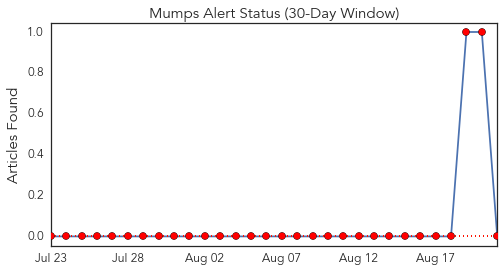 Mumps Alert Status (30-Day Window)
Articles Found
1.0
0.8
0.6
0.4
0.2
0.0
Jul 23 Jul 28 Aug 02 Aug 07 Aug 12 Aug 17